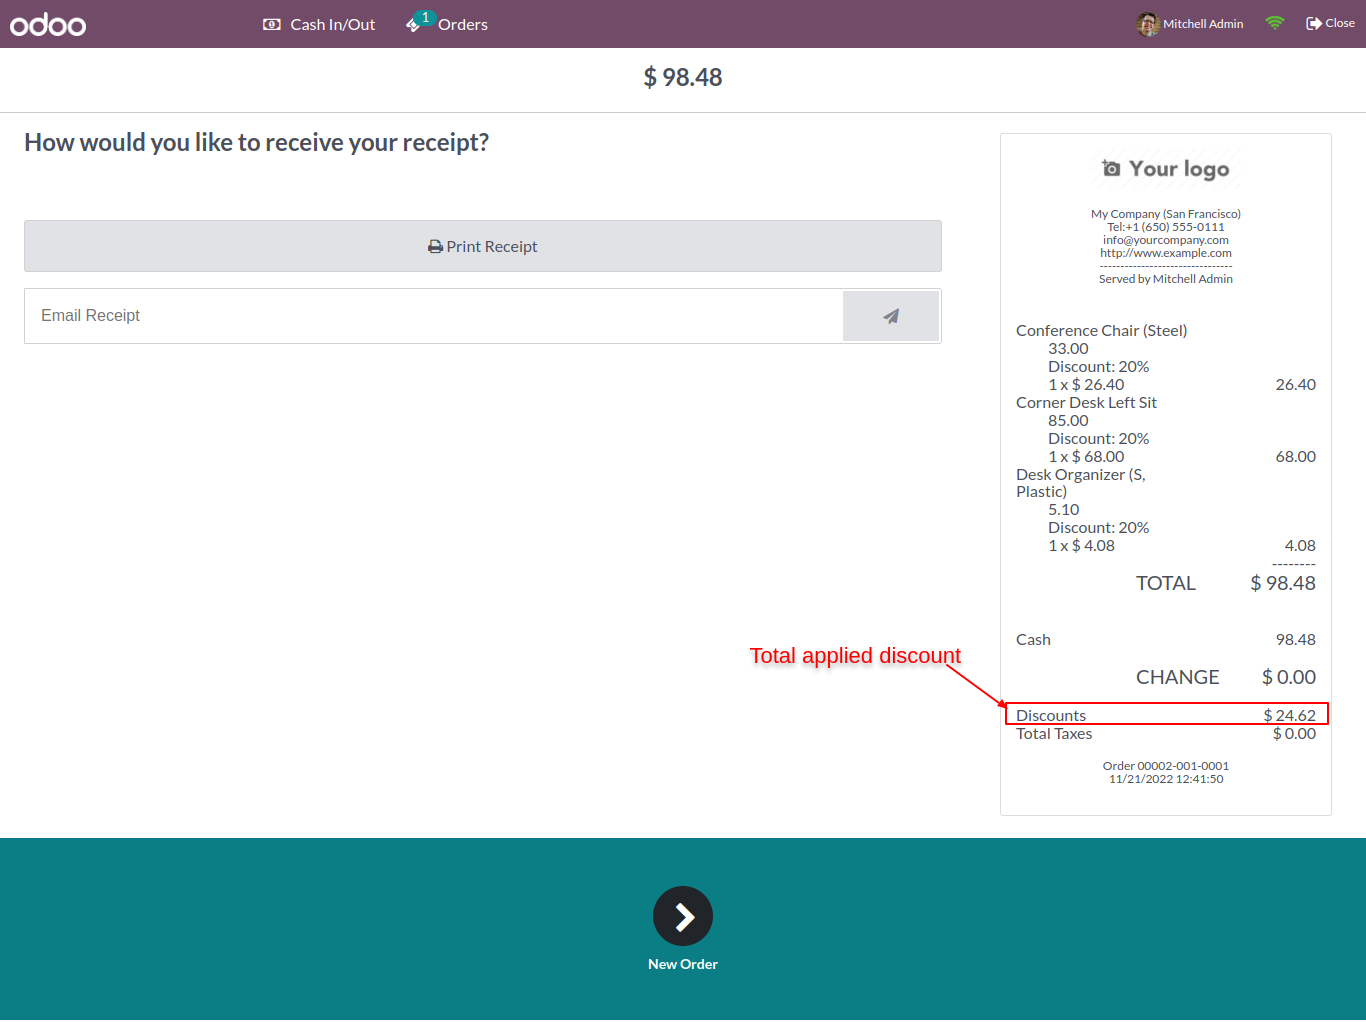 odoo
Cash In/Out
1
Orders
Mitchell Admin
Close
$ 98.48
How would you like to receive your receipt?
Print Receipt
Email Receipt
Your logo
My Company (San Francisco)
Tel:+1 (650) 555-0111
info@yourcompany.com
http://www.example.com
--------------------------------
Served by Mitchell Admin
Conference Chair (Steel)
33.00
Discount: 20%
1 x $ 26.40 26.40
Corner Desk Left Sit
85.00
Discount: 20%
1 x $ 68.00 68.00
Desk Organizer (S,
Plastic)
5.10
Discount: 20%
1 x $ 4.08 4.08
--------
TOTAL $ 98.48
Cash 98.48
Total applied discount
CHANGE $ 0.00
Discounts $ 24.62
Total Taxes $ 0.00
Order 00002-001-0001
11/21/2022 12:41:50
New Order